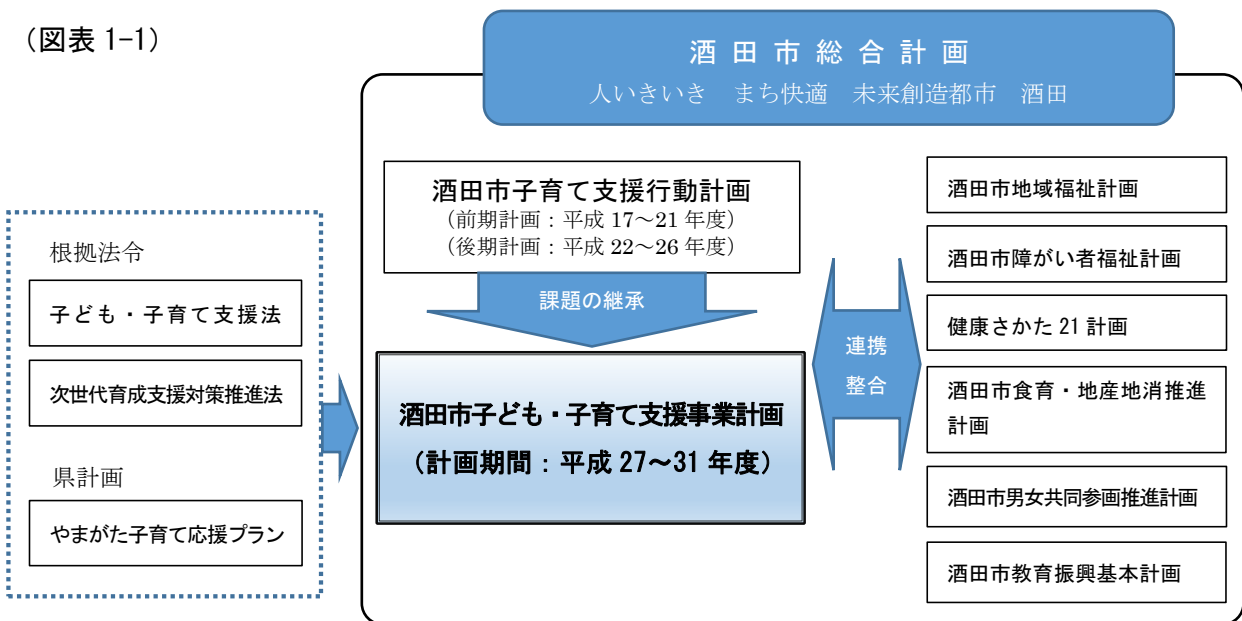 (図表 1-1)
酒田市総合計画
人いきいき まち快適 未来創造都市 酒田
根拠法令
子ども・子育て支援法
次世代育成支援対策推進法
県計画
やまがた子育て応援プラン
酒田市子育て支援行動計画
(前期計画：平成 17～21 年度)
(後期計画：平成 22～26 年度)
課題の継承
酒田市子ども・子育て支援事業計画
(計画期間：平成 27～31 年度)
連携
整合
酒田市地域福祉計画
酒田市障がい者福祉計画
健康さかた 21 計画
酒田市食育・地産地消推進
計画
酒田市男女共同参画推進計画
酒田市教育振興基本計画